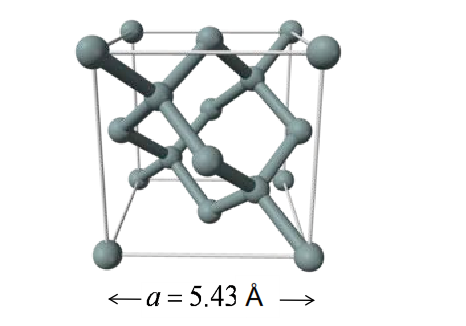 ← a = 5.43 Å →